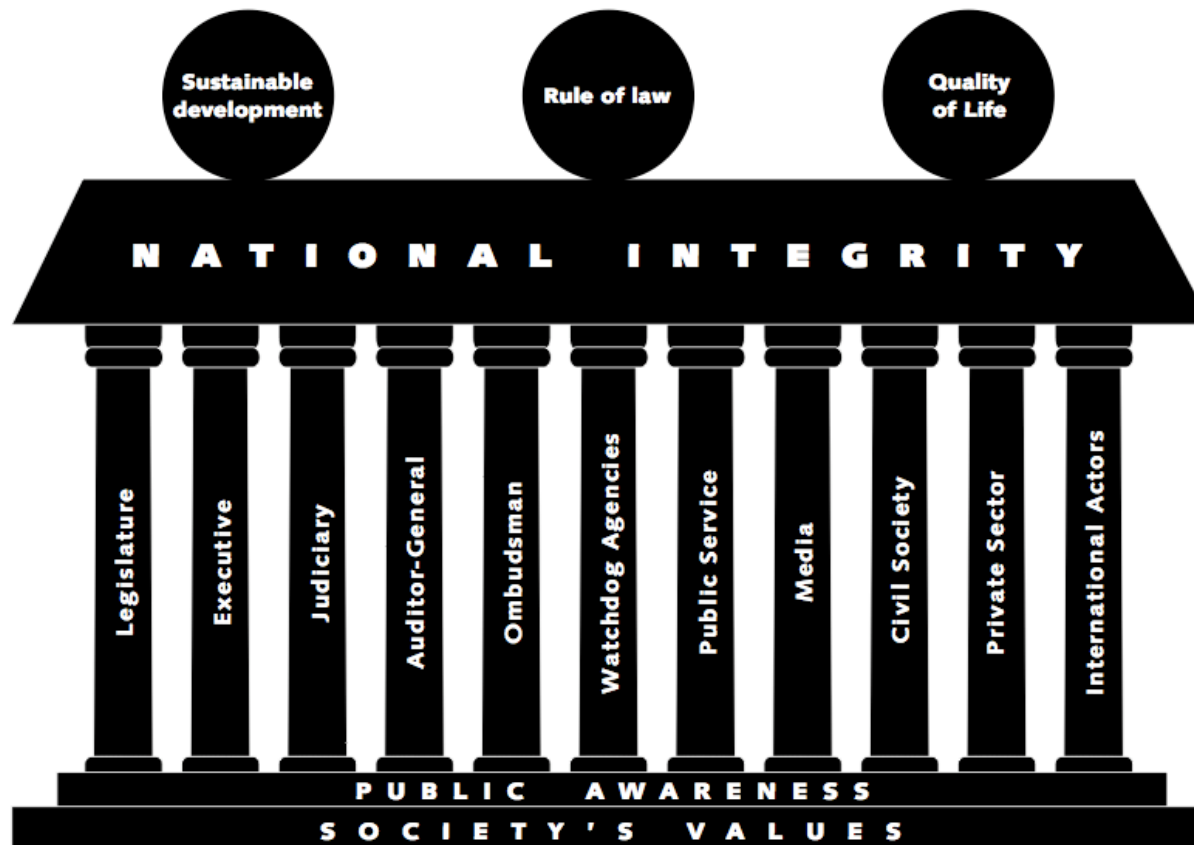 Sustainable
development
Rule of law
Quality
of Life
NATIONAL INTEGRITY
Legislature
Executive
Judiciary
Auditor-General
Ombudsman
Watchdog Agencies
Public Service
Media
Civil Society
Private Sector
International Actors
PUBLIC AWARENESS
SOCIETY'S VALUES